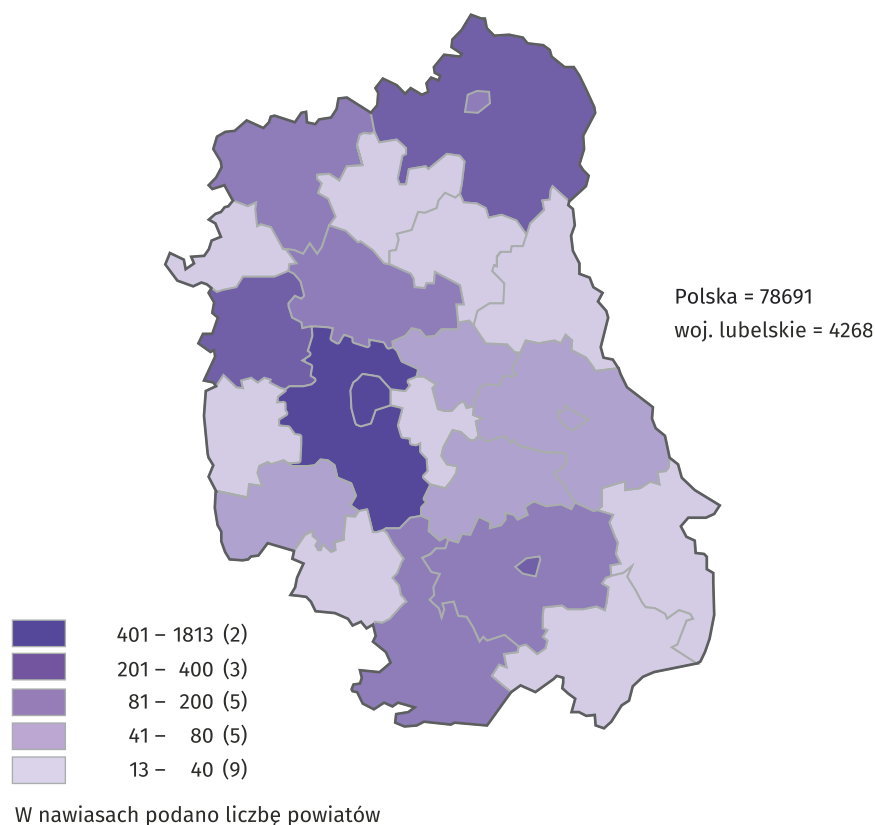 Polska = 78691
woj. lubelskie = 4268
401 – 1813 (2)
201 – 400 (3)
81 – 200 (5)
41 – 80 (5)
13 – 40 (9)
W nawiasach podano liczbę powiatów